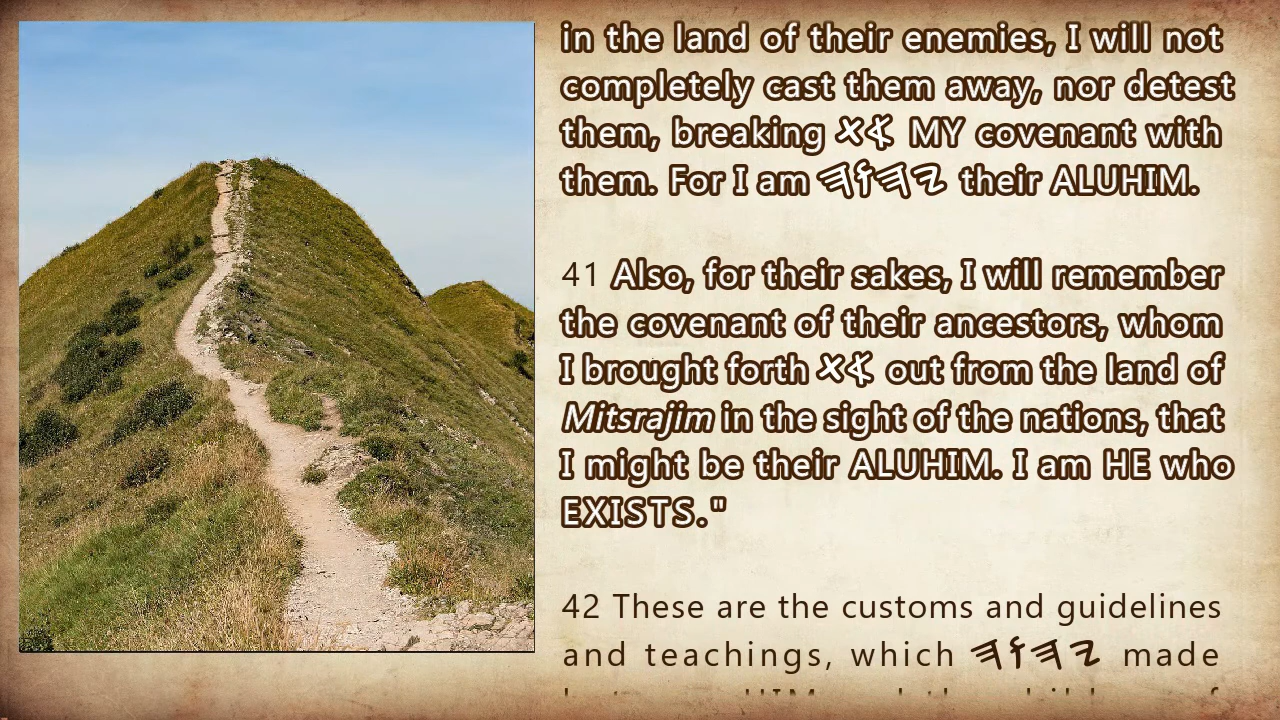 in the land of their enemies, I will not
completely cast them away, nor detest
them, breaking 𐤀𐤕 MY covenant with
them. For I am 𐤉𐤄𐤅𐤄 their ALUHIM.
41 Also, for their sakes, I will remember
the covenant of their ancestors, whom
I brought forth 𐤀𐤕 out from the land of
Mitsrajim in the sight of the nations, that
I might be their ALUHIM. I am HE who
EXISTS."
42 These are the customs and guidelines
and teachings, which 𐤉𐤄𐤅𐤄 made